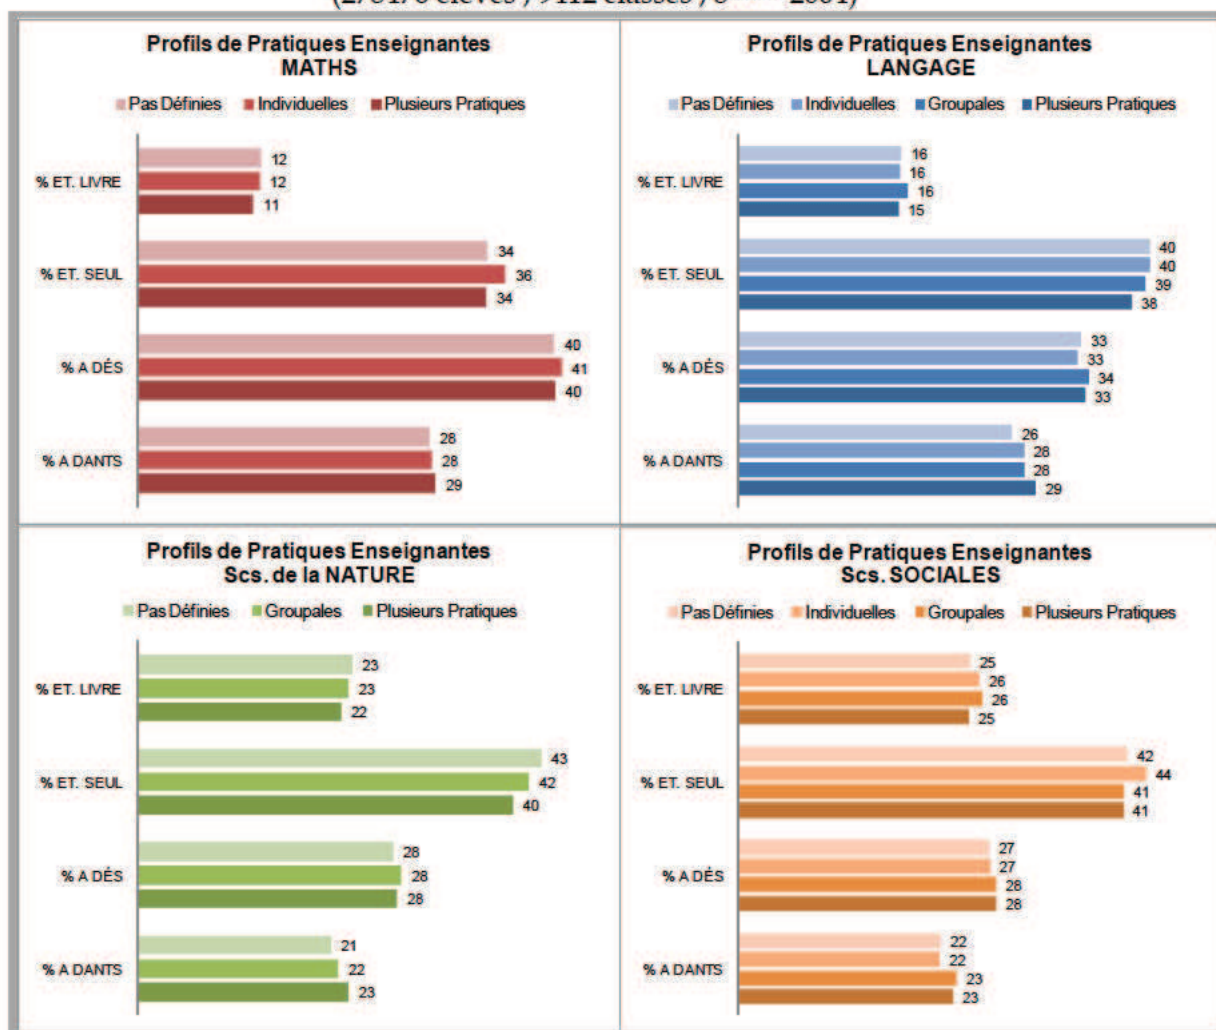 Profils de Pratiques Enseignantes
MATHS
Pas Définies Individuelles Plusieurs Pratiques
% ET. LIVRE
12
12
11
% ET. SEUL
34
36
34
% A DÉS
40
41
40
% A DANTS
28
28
29
Profils de Pratiques Enseignantes
LANGAGE
Pas Définies Individuelles Groupales Plusieurs Pratiques
% ET. LIVRE
16
16
16
15
% ET. SEUL
40
40
39
38
% A DÉS
33
33
34
33
% A DANTS
26
28
28
29
Profils de Pratiques Enseignantes
Scs. de la NATURE
Pas Définies Groupales Plusieurs Pratiques
% ET. LIVRE
23
23
22
% ET. SEUL
43
42
40
% A DÉS
28
28
28
% A DANTS
21
22
23
Profils de Pratiques Enseignantes
Scs. SOCIALES
Pas Définies Individuelles Groupales Plusieurs Pratiques
% ET. LIVRE
25
26
26
25
% ET. SEUL
42
44
41
41
% A DÉS
27
27
28
28
% A DANTS
22
22
23
23